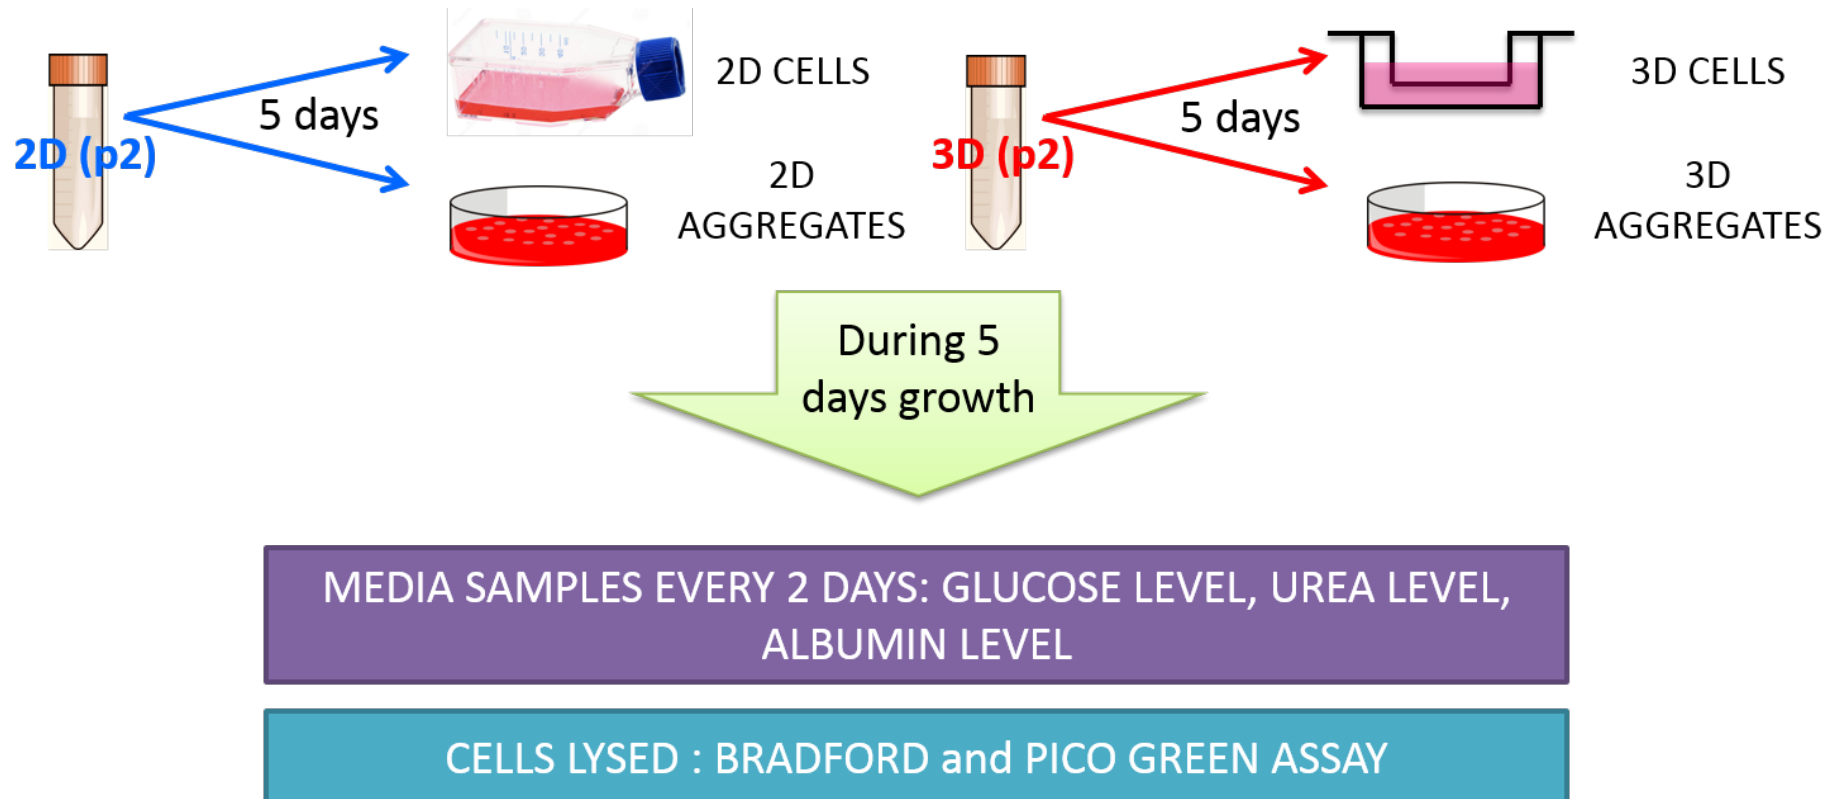 2D (p2)
5 days
2D CELLS
2D
AGGREGATES
3D (p2)
5 days
3D CELLS
3D
AGGREGATES
During 5
days growth
MEDIA SAMPLES EVERY 2 DAYS: GLUCOSE LEVEL, UREA LEVEL,
ALBUMIN LEVEL
CELLS LYSED : BRADFORD and PICO GREEN ASSAY